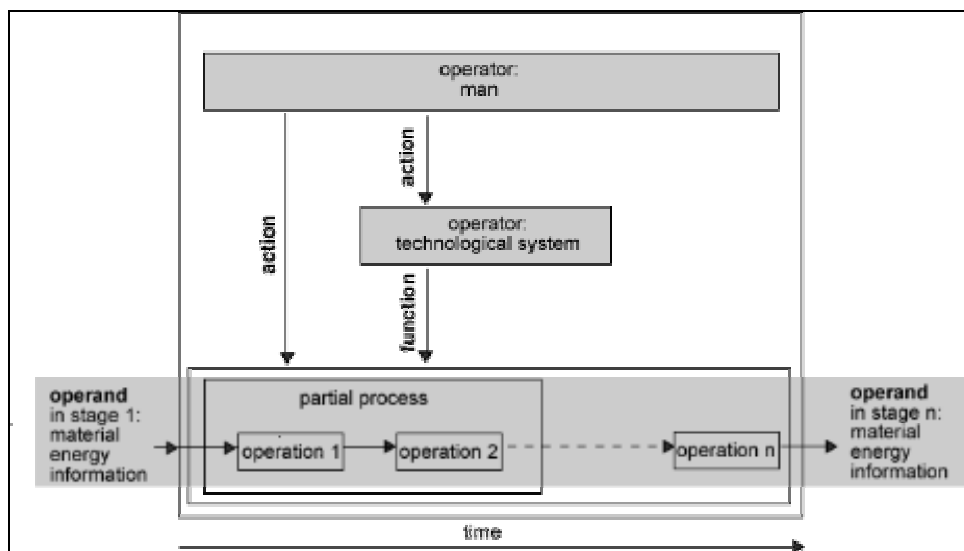 operator:
man
action
action
operator:
technological system
function
operand
in stage 1:
material
energy
information
partial process
operation 1
operation 2
operation n
operand
in stage n:
material
energy
information
time